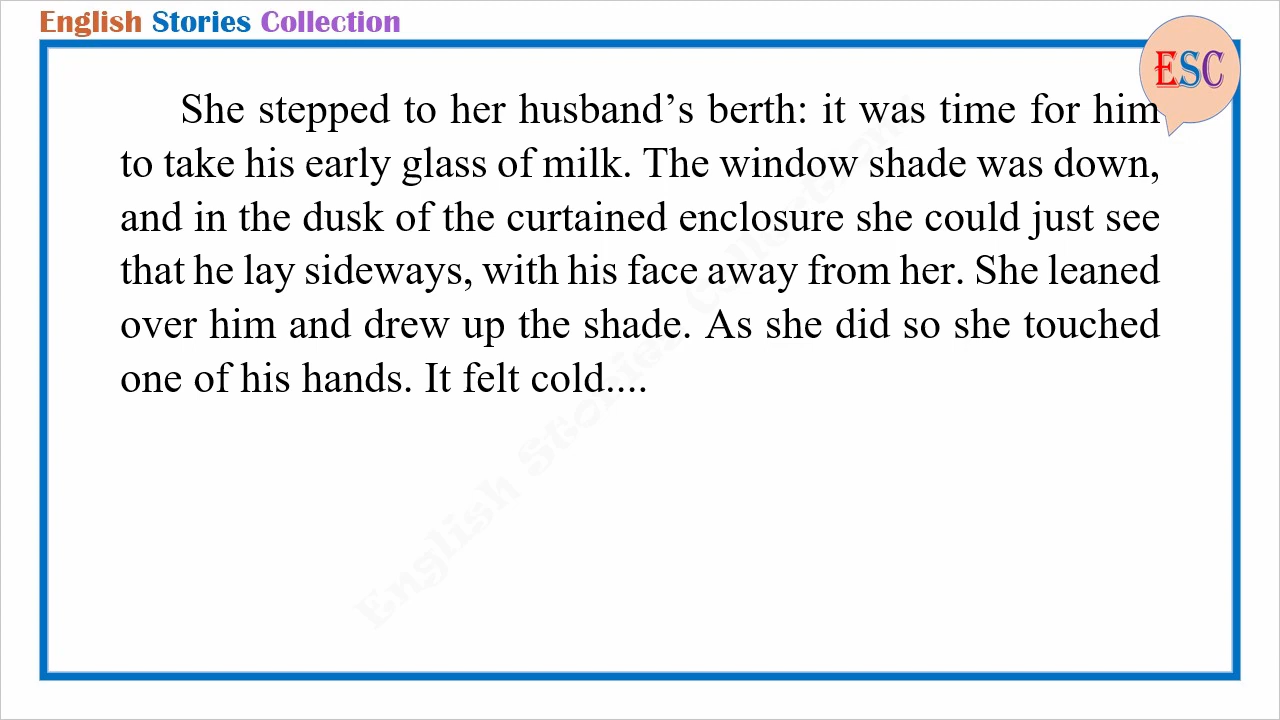 English Stories Collection
ESC
She stepped to her husband’s berth: it was time for him
to take his early glass of milk. The window shade was down,
and in the dusk of the curtained enclosure she could just see
that he lay sideways, with his face away from her. She leaned
over him and drew up the shade. As she did so she touched
one of his hands. It felt cold....
English Stories Collection